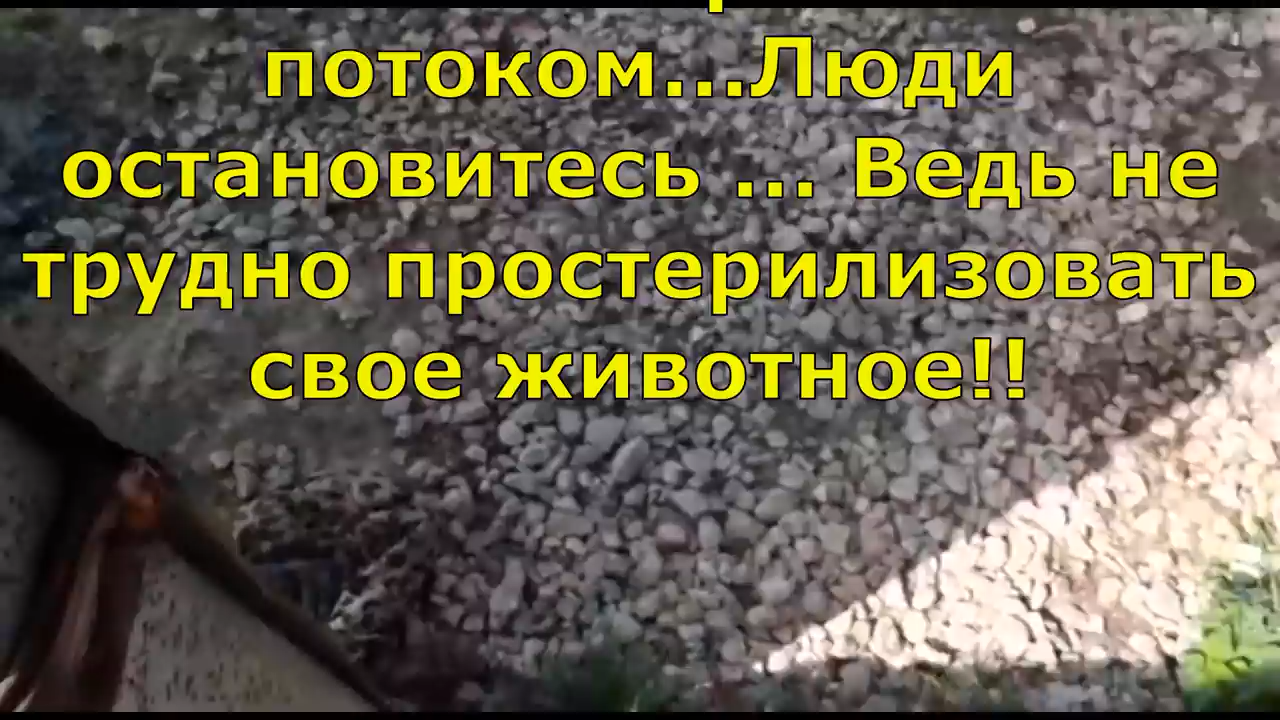 потоком...Люди
остановитесь ... Ведь не
трудно простерилизовать
свое животное!!